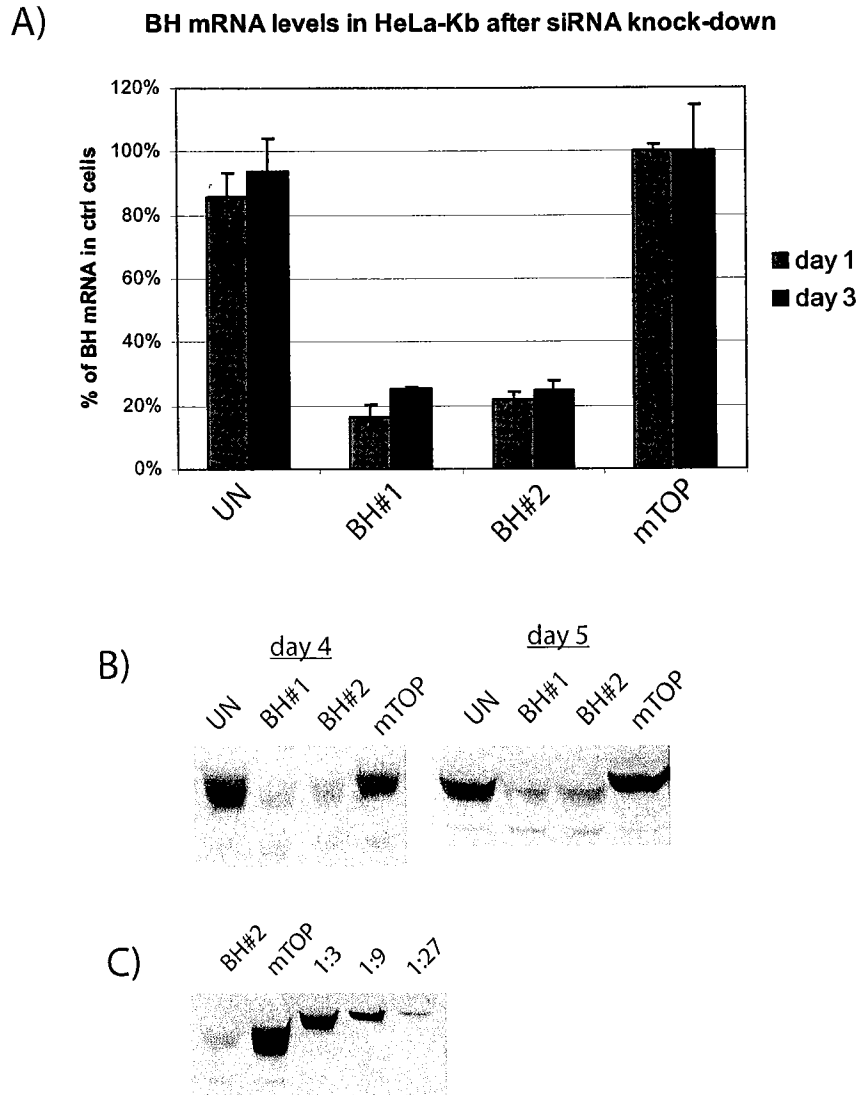 A)
BH mRNA levels in HeLa-Kb after siRNA knock-down
% of BH mRNA in ctrl cells
120%
100%
80%
60%
40%
20%
0%
UN
BH#1
BH#2
mTOP
day 1
day 3
B)
day 4
day 5
UN
BH#1
BH#2
mTOP
UN
BH#1
BH#2
mTOP
C)
BH#2
mTOP
1:3
1:9
1:27